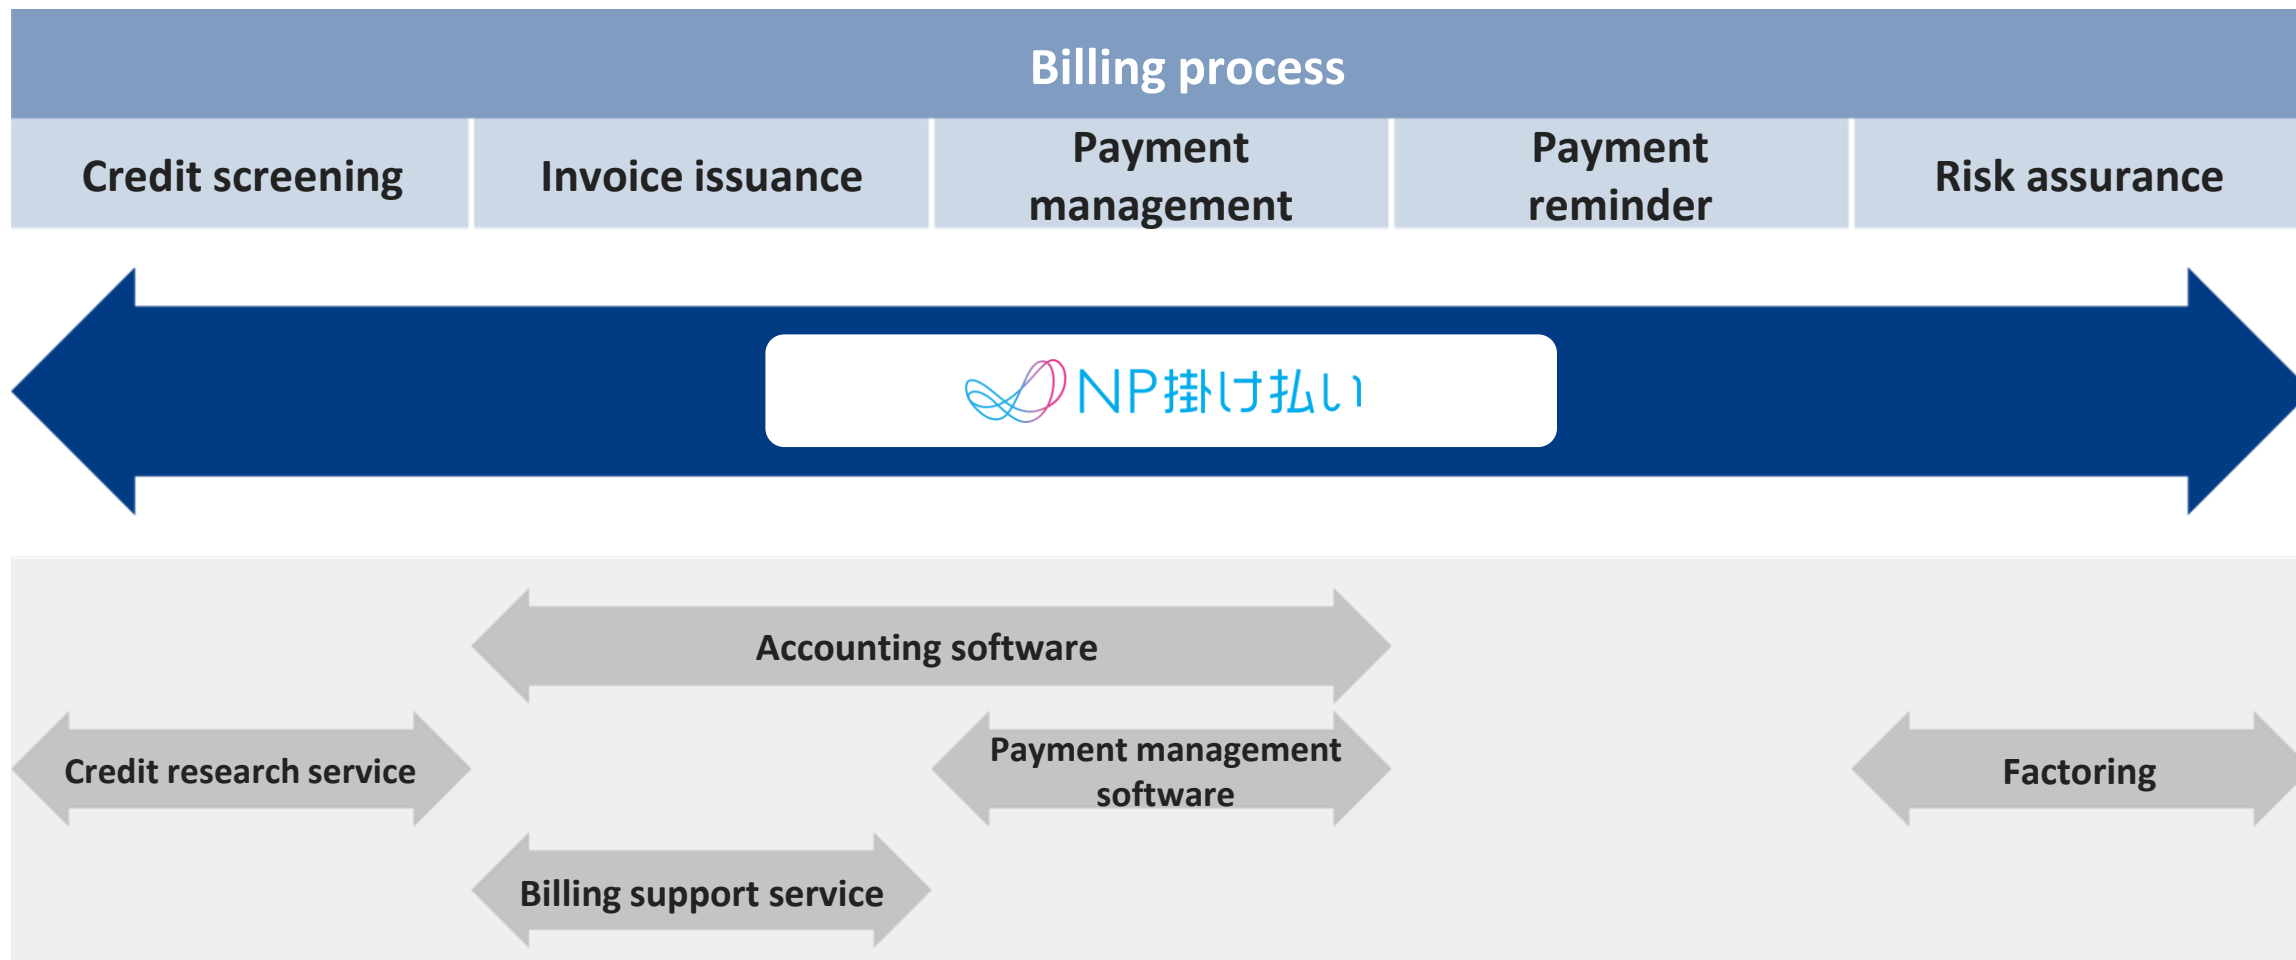 Billing process
Credit screening
Invoice issuance
Payment
management
Payment
reminder
Risk assurance
NP掛け払い
Accounting software
Credit research service
Payment management
software
Factoring
Billing support service